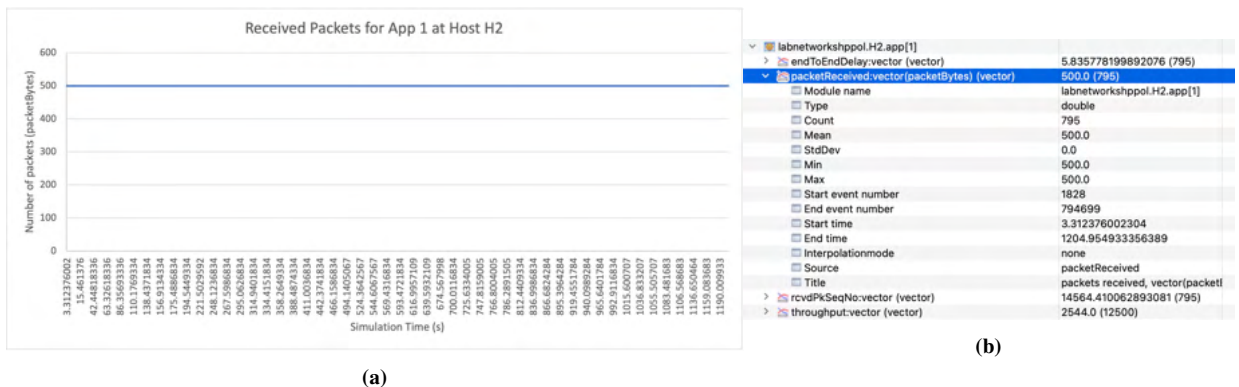 Received Packets for App 1 at Host H2
Number of packets (packetBytes)
600
500
400
300
200
100
0
3.312376002
15.461376
42.44818336
63.32618336
86.35693336
110.1769334
138.4371834
156.9134334
175.4886834
194.5449334
221.5029592
248.1236834
267.5986834
295.0626834
314.9401834
334.4151834
358.2649334
388.4874334
411.0036834
442.3741834
466.1586834
494.1405067
524.3642567
544.6067567
569.4316834
593.4721834
616.9957109
639.5932109
674.567998
700.0116834
725.6334005
747.8159005
766.8004005
786.2891505
812.4409334
836.9986834
866.6824284
895.3964284
919.4551784
940.0989284
965.6401784
992.9116834
1015.600707
1036.833207
1055.505707
1083.481683
1106.568683
1136.650464
1159.083683
1190.009933
Simulation Time (s)
(a)
labnetworkshppol.H2.app[1]
endToEndDelay:vector (vector) 5.835778199892076 (795)
packetReceived:vector(packetBytes) (vector) 500.0 (795)
Module name labnetworkshppol.H2.app[1]
Type double
Count 795
Mean 500.0
StdDev 0.0
Min 500.0
Max 500.0
Start event number 1828
End event number 794699
Start time 3.312376002304
End time 1204.954933356389
Interpolationmode none
Source packetReceived
Title packets received, vector(packetl
rcvdPkSeqNo:vector (vector) 14564.410062893081 (795)
throughput:vector (vector) 2544.0 (12500)
(b)